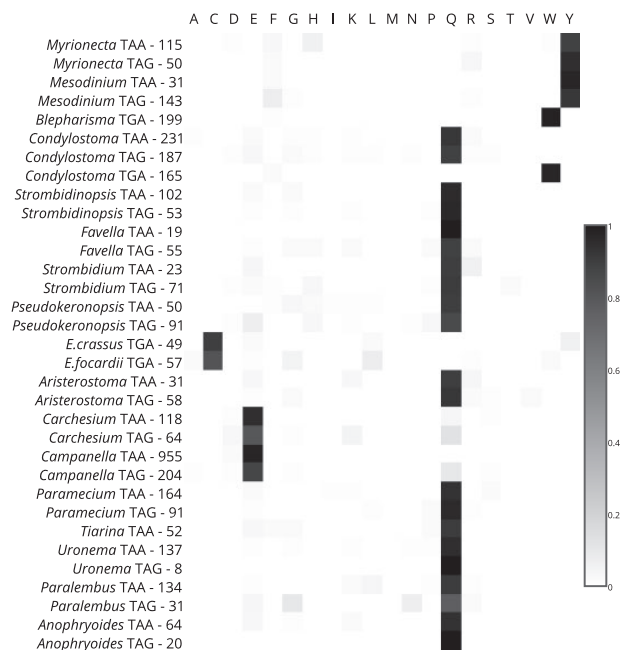 A C D E F G H I K L M N P Q R S T V W Y
Myrionecta TAA - 115
Myrionecta TAG - 50
Mesodinium TAA - 31
Mesodinium TAG - 143
Blepharisma TGA - 199
Condylostoma TAA - 231
Condylostoma TAG - 187
Condylostoma TGA - 165
Strombidinopsis TAA - 102
Strombidinopsis TAG - 53
Favella TAA - 19
Favella TAG - 55
Strombidium TAA - 23
Strombidium TAG - 71
Pseudokeronopsis TAA - 50
Pseudokeronopsis TAG - 91
E.crassus TGA - 49
E.focardii TGA - 57
Aristerostoma TAA - 31
Aristerostoma TAG - 58
Carchesium TAA - 118
Carchesium TAG - 64
Campanella TAA - 955
Campanella TAG - 204
Paramecium TAA - 164
Paramecium TAG - 91
Tiarina TAA - 52
Uronema TAA - 137
Uronema TAG - 8
Paralembus TAA - 134
Paralembus TAG - 31
Anophryoides TAA - 64
Anophryoides TAG - 20
1
0.8
0.6
0.4
0.2
0